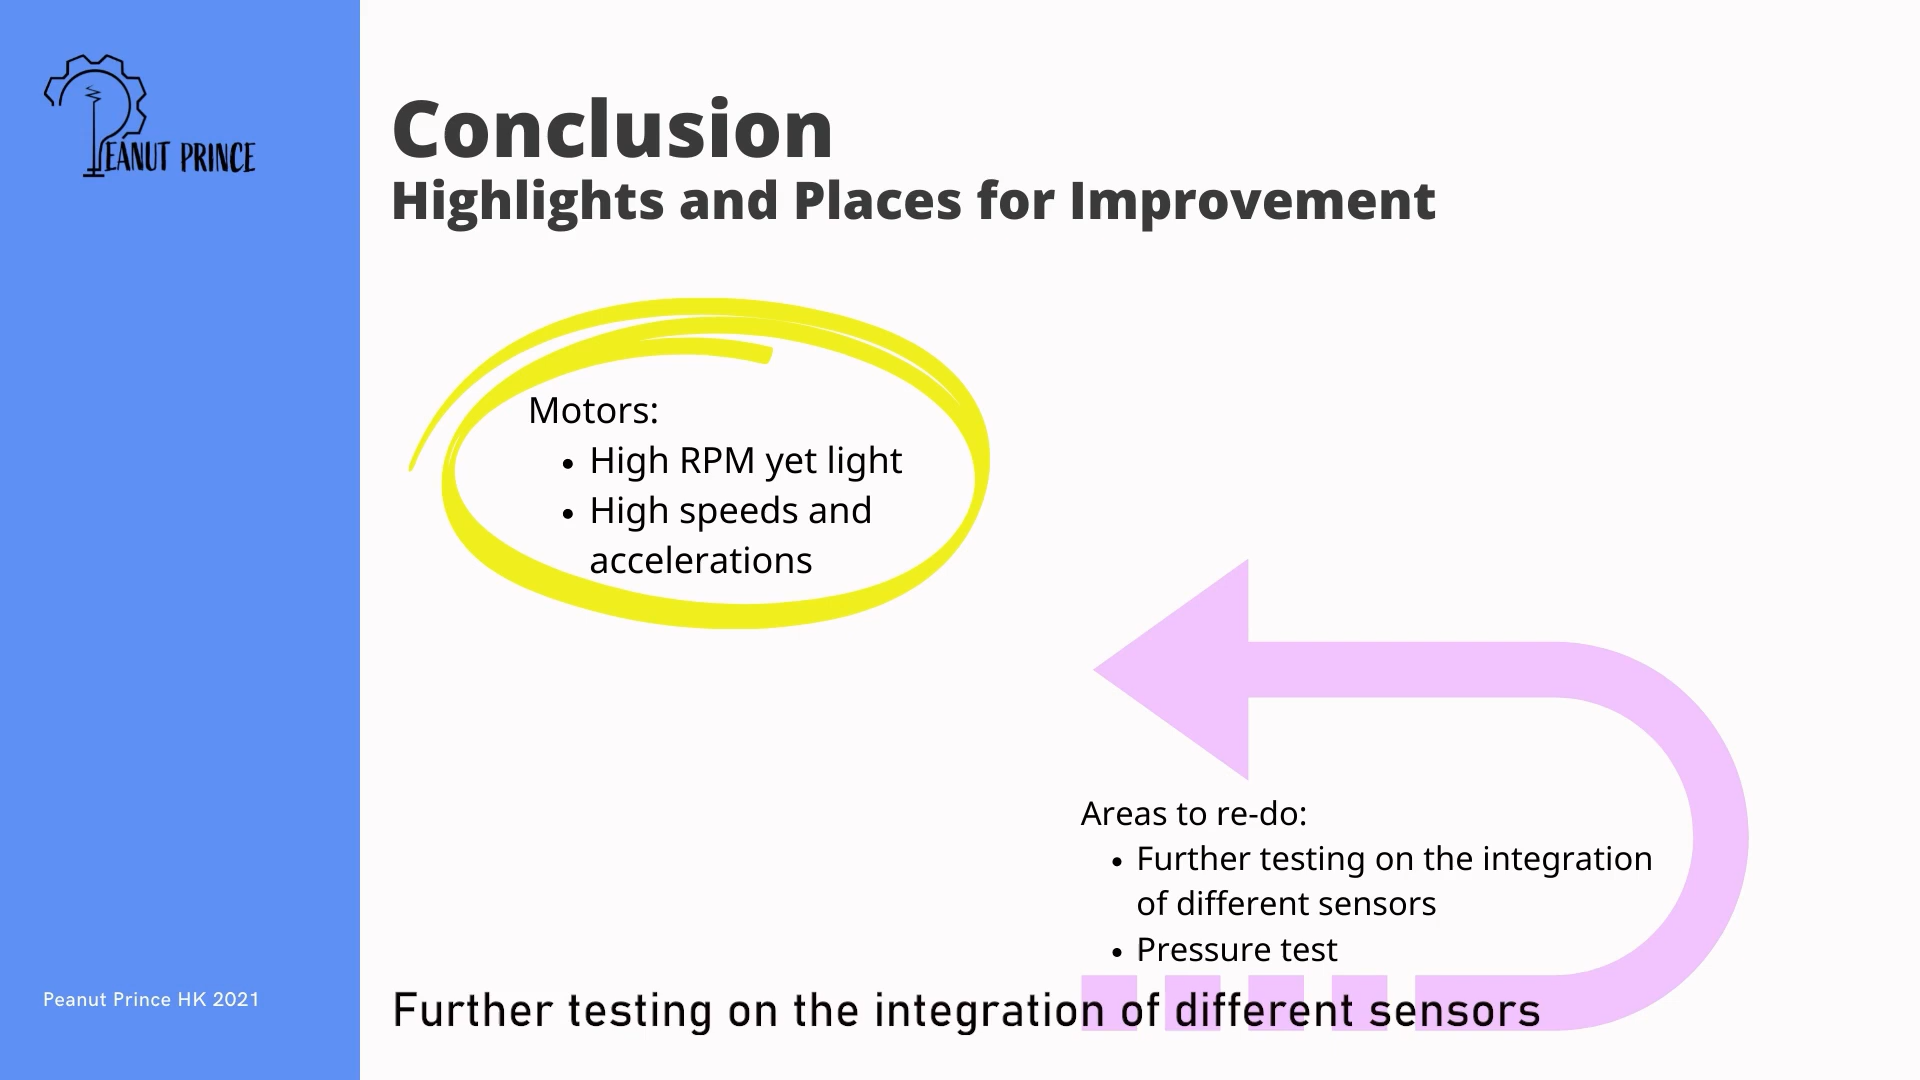 PEANUT PRINCE
Conclusion
Highlights and Places for Improvement
Motors:
• High RPM yet light
• High speeds and
accelerations
Areas to re-do:
• Further testing on the integration
of different sensors
• Pressure test
Peanut Prince HK 2021
Further testing on the integration of different sensors